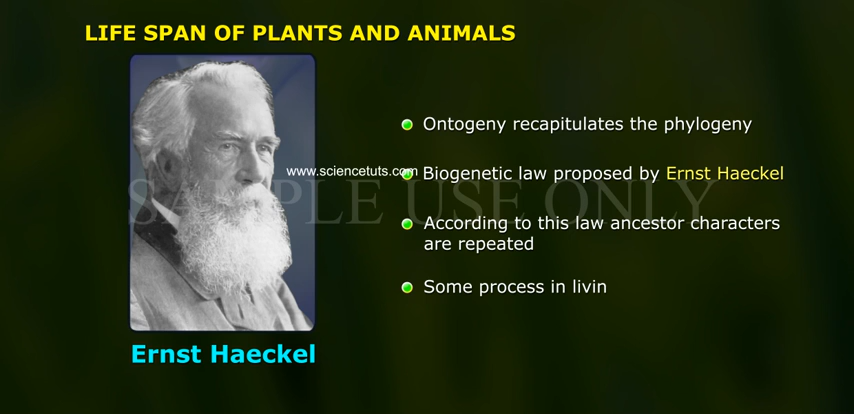 LIFE SPAN OF PLANTS AND ANIMALS
Ontogeny recapitulates the phylogeny
www.sciencetuts.com
Biogenetic law proposed by Ernst Haeckel
SAMPLE USE ONLY
According to this law ancestor characters
are repeated
Some process in livin
Ernst Haeckel